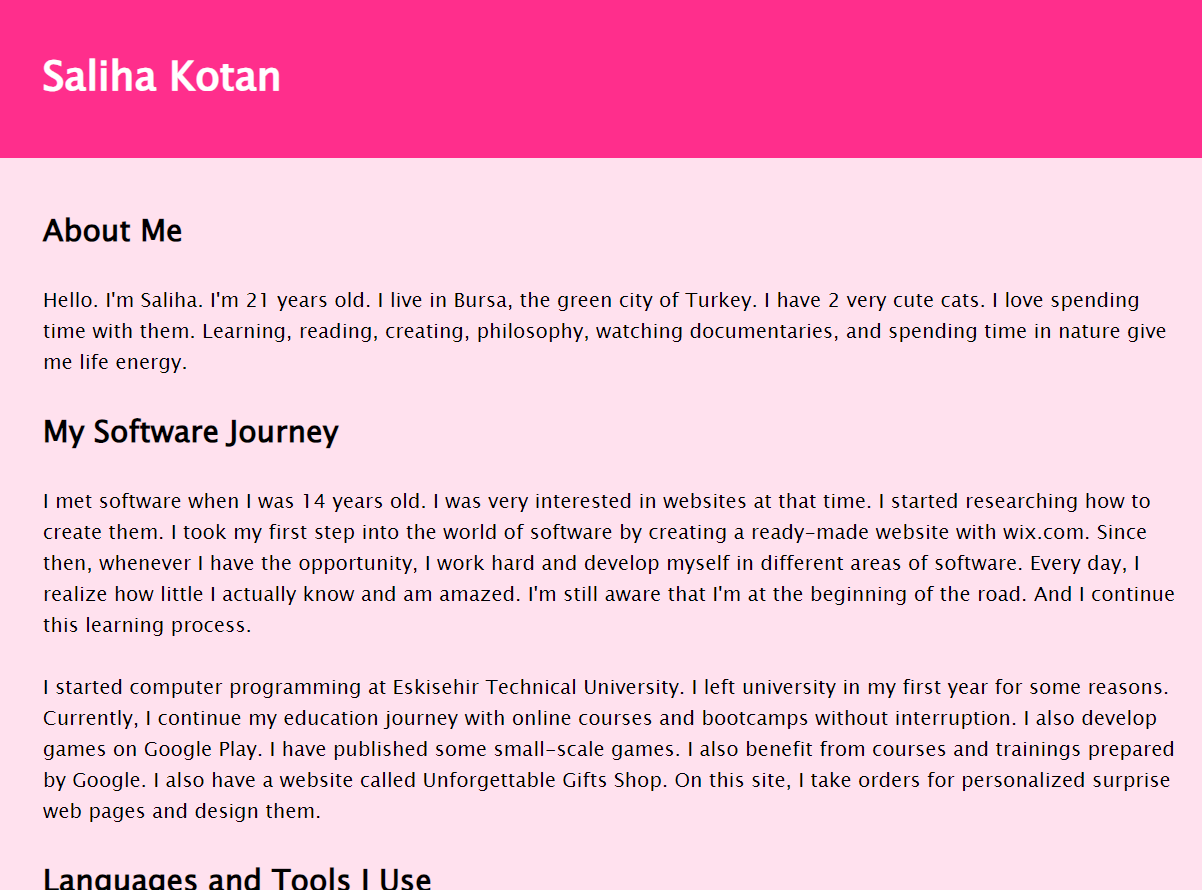 Saliha Kotan
About Me
Hello. I'm Saliha. I'm 21 years old. I live in Bursa, the green city of Turkey. I have 2 very cute cats. I love spending
time with them. Learning, reading, creating, philosophy, watching documentaries, and spending time in nature give
me life energy.
My Software Journey
I met software when I was 14 years old. I was very interested in websites at that time. I started researching how to
create them. I took my first step into the world of software by creating a ready-made website with wix.com. Since
then, whenever I have the opportunity, I work hard and develop myself in different areas of software. Every day, I
realize how little I actually know and am amazed. I'm still aware that I'm at the beginning of the road. And I continue
this learning process.
I started computer programming at Eskisehir Technical University. I left university in my first year for some reasons.
Currently, I continue my education journey with online courses and bootcamps without interruption. I also develop
games on Google Play. I have published some small-scale games. I also benefit from courses and trainings prepared
by Google. I also have a website called Unforgettable Gifts Shop. On this site, I take orders for personalized surprise
web pages and design them.
Languages and Tools I Use